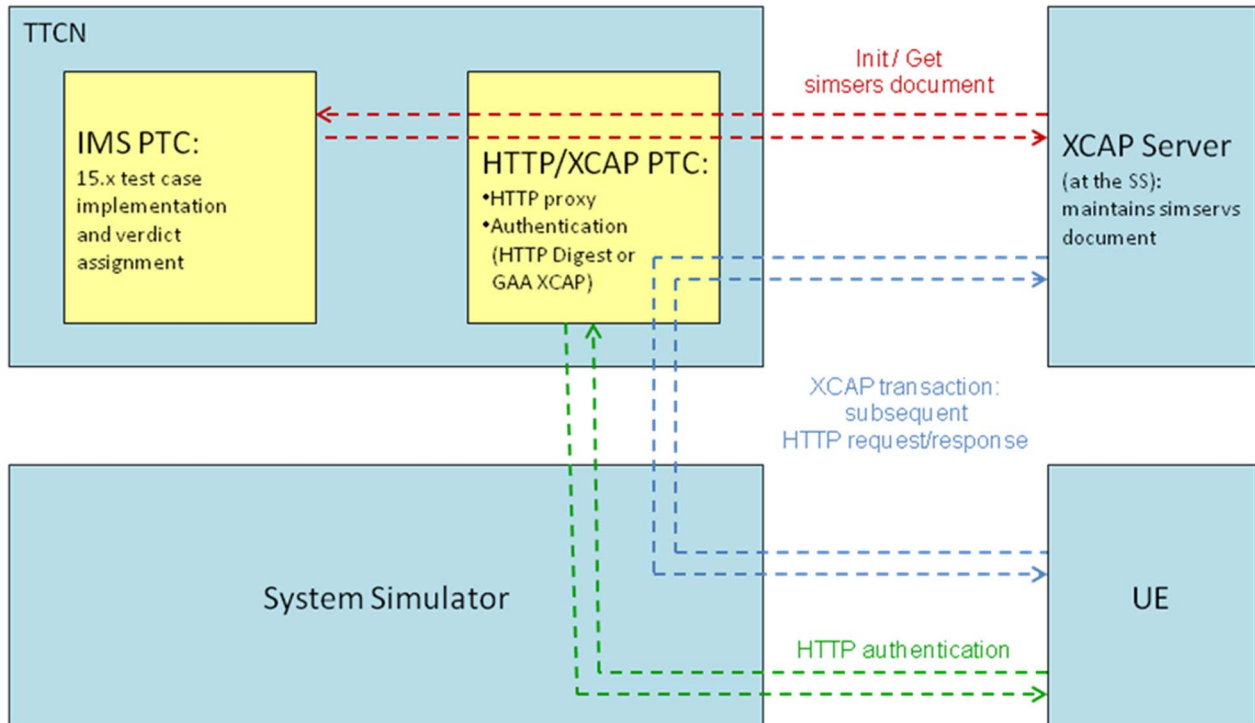 TTCN
IMS PTC:
15.x test case
implementation
and verdict
assignment
HTTP/XCAP PTC:
•HTTP proxy
•Authentication
(HTTP Digest or
GAA XCAP)
Init / Get
simsers document
XCAP Server
(at the SS):
maintains simservs
document
XCAP transaction:
subsequent
HTTP request/response
System Simulator
UE
HTTP authentication